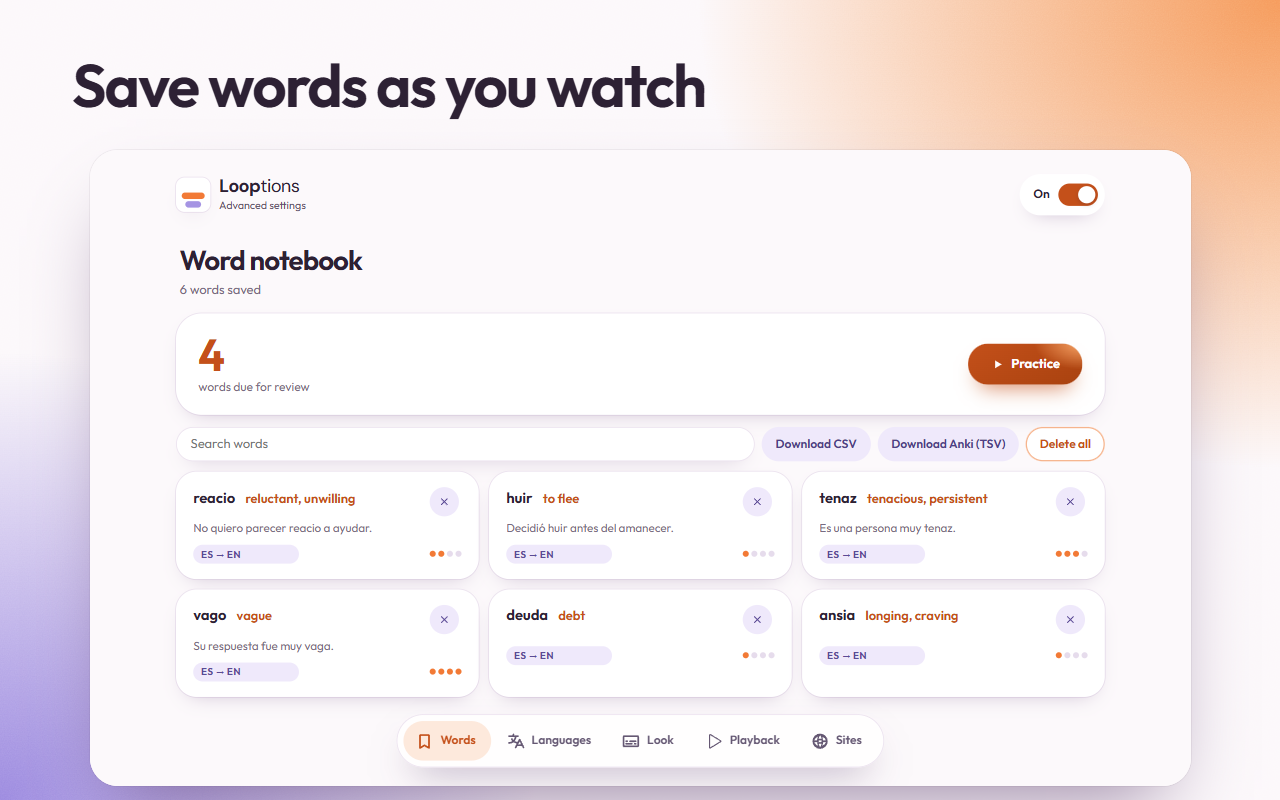 Save words as you watch
Looptions
Advanced settings
On
Word notebook
6 words saved
4
words due for review
Practice
Search words
Download CSV
Download Anki (TSV)
Delete all
reacio reluctant, unwilling
No quiero parecer reacio a ayudar.
ES → EN
huir to flee
Decidió huir antes del amanecer.
ES → EN
tenaz tenacious, persistent
Es una persona muy tenaz.
ES → EN
vago vague
Su respuesta fue muy vaga.
ES → EN
deuda debt
ES → EN
ansia longing, craving
ES → EN
Words
Languages
Look
Playback
Sites